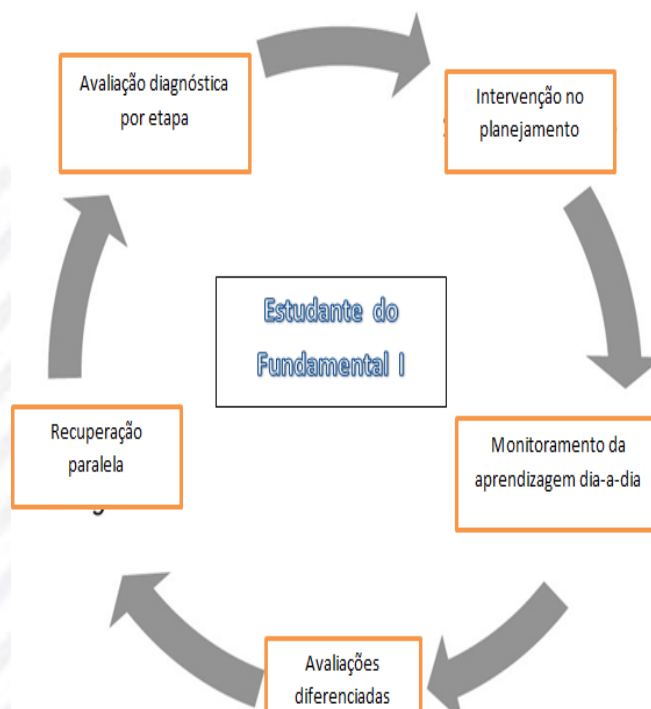 Avaliação diagnóstica
por etapa
Intervenção no
planejamento
Estudante do
Fundamental I
Recuperação
paralela
Monitoramento da
aprendizagem dia-a-dia
Avaliações
diferenciadas